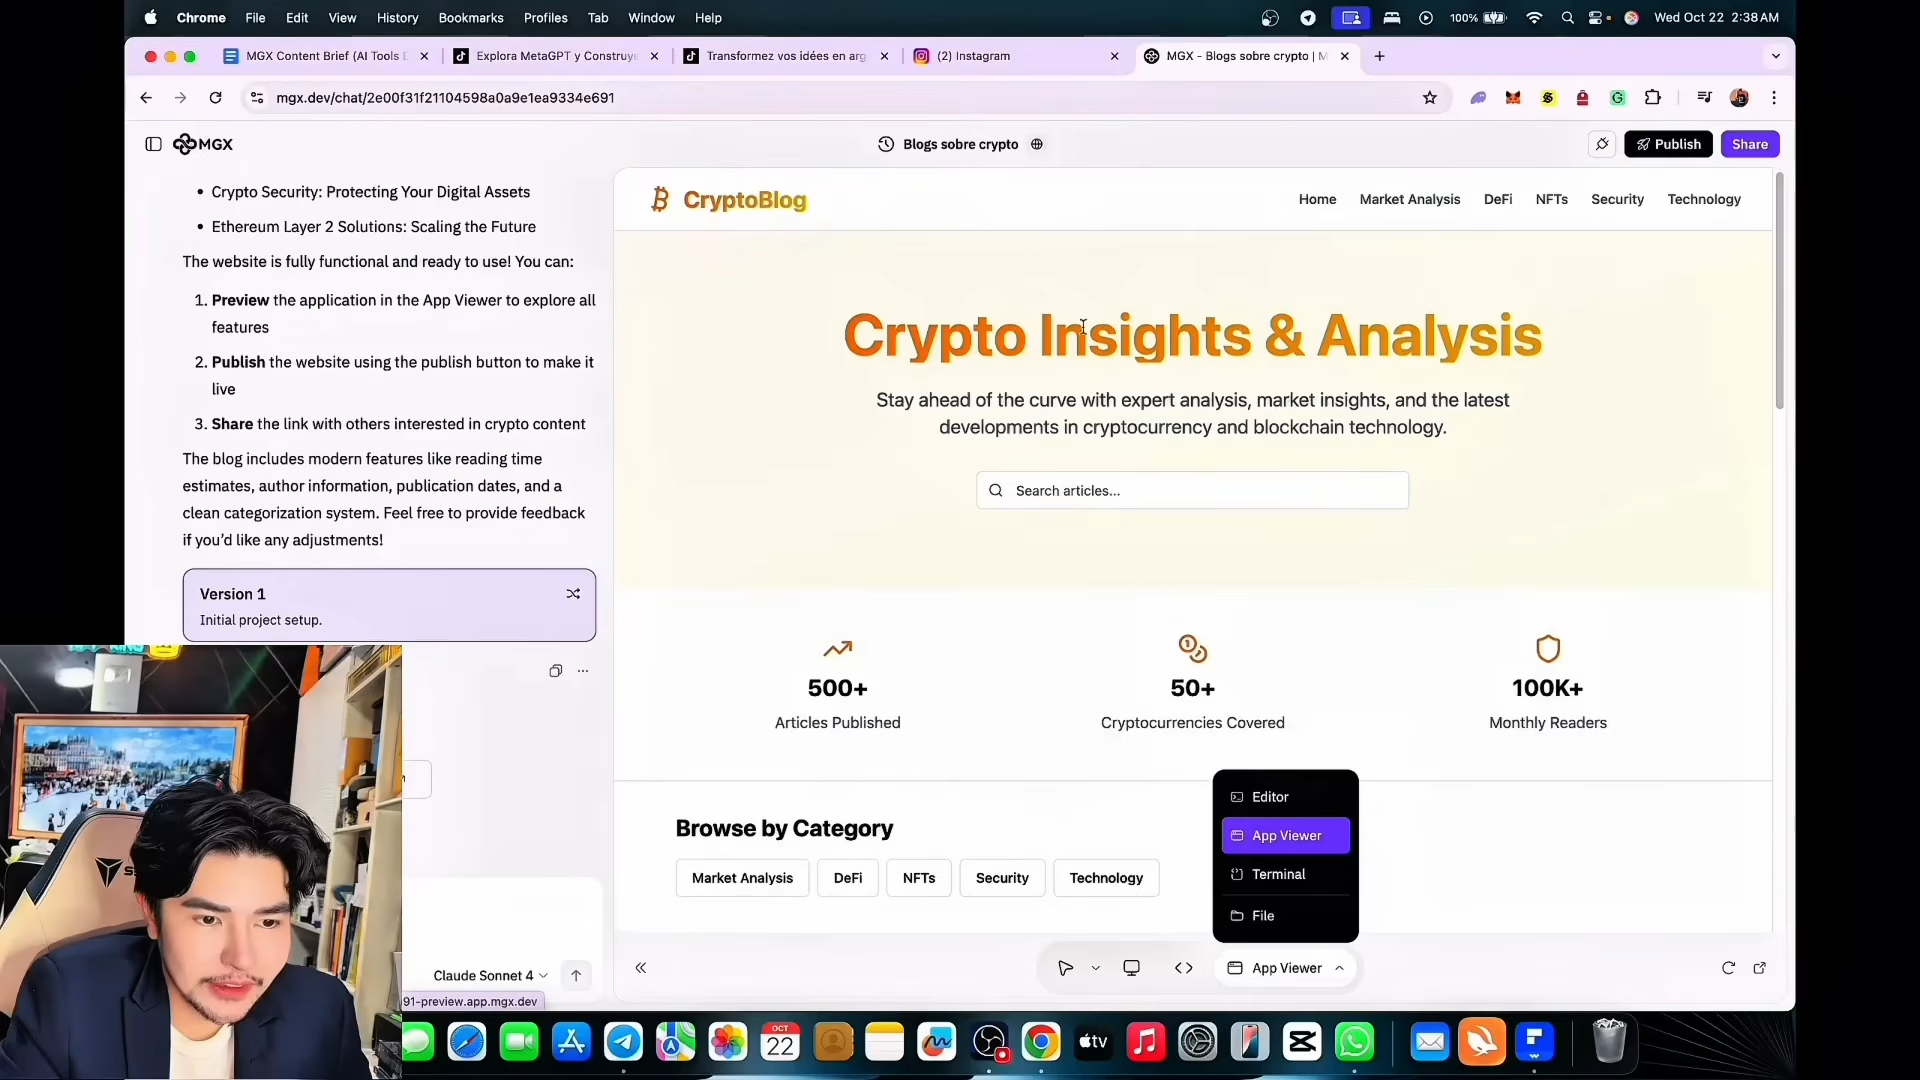 Chrome File Edit View History Bookmarks Profiles Tab Window Help
100% Wed Oct 22 2:38 AM
MGX Content Brief (AI Tools
Explora MetaGPT y Construye
Transformez vos idées en arg
(2) Instagram
MGX - Blogs sobre crypto | M
mgx.dev/chat/2e00f31f21104598a0a9e1ea9334e691
MGX
Blogs sobre crypto
Publish
Share
• Crypto Security: Protecting Your Digital Assets
• Ethereum Layer 2 Solutions: Scaling the Future
The website is fully functional and ready to use! You can:
1. Preview the application in the App Viewer to explore all
features
2. Publish the website using the publish button to make it
live
3. Share the link with others interested in crypto content
The blog includes modern features like reading time
estimates, author information, publication dates, and a
clean categorization system. Feel free to provide feedback
if you’d like any adjustments!
Version 1
Initial project setup.
Claude Sonnet 4
91-preview.app.mgx.dev
CryptoBlog
Home Market Analysis DeFi NFTs Security Technology
Crypto Insights & Analysis
Stay ahead of the curve with expert analysis, market insights, and the latest
developments in cryptocurrency and blockchain technology.
Search articles...
500+ 50+ 100K+
Articles Published Cryptocurrencies Covered Monthly Readers
Browse by Category
Market Analysis DeFi NFTs Security Technology
Editor
App Viewer
Terminal
File
App Viewer
OCT
22
tv